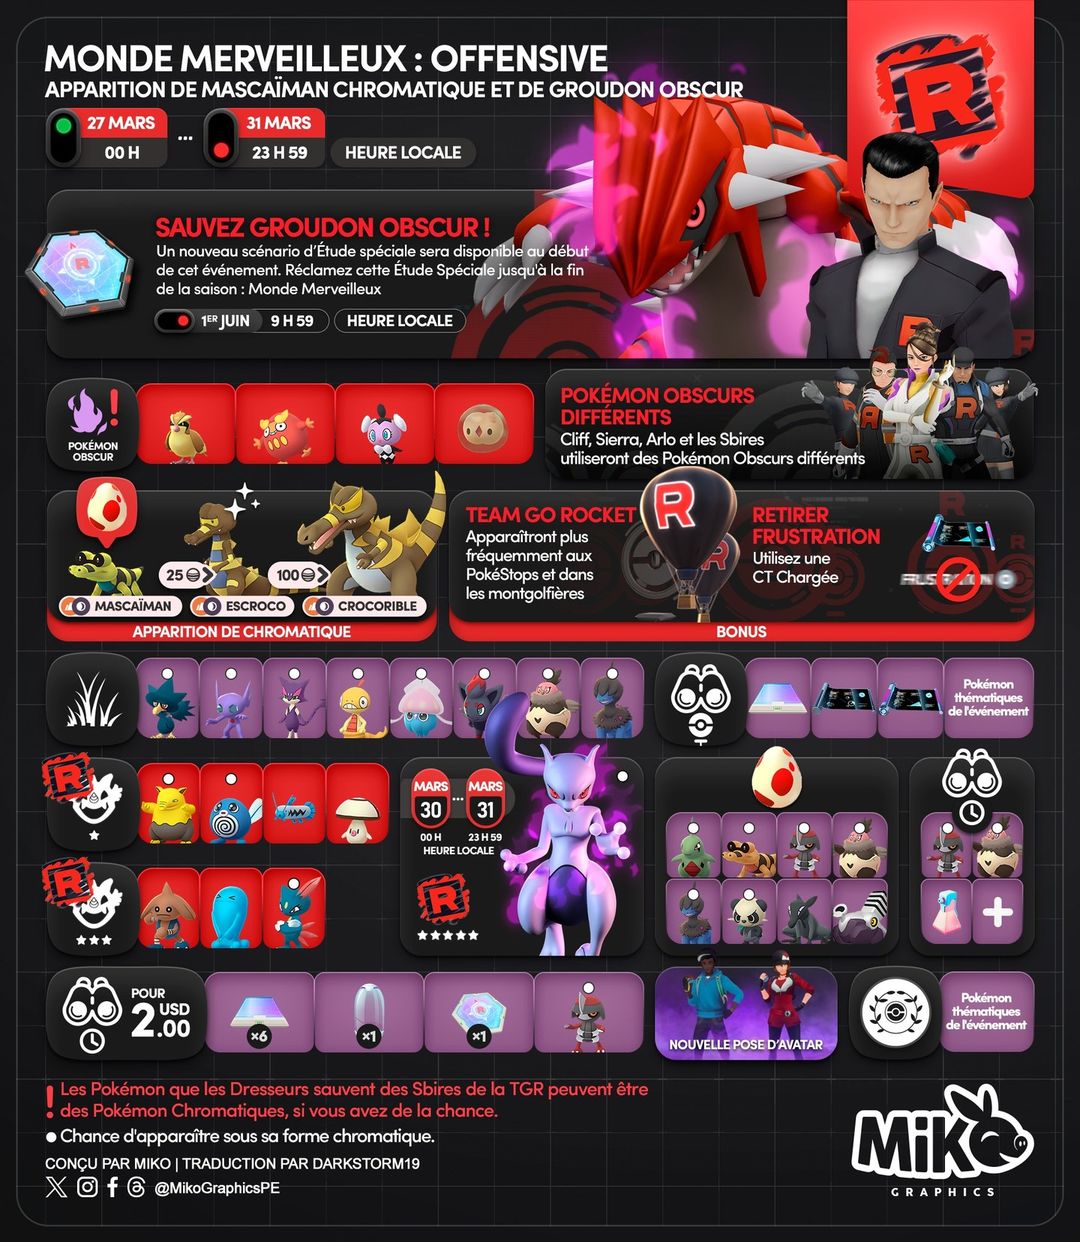 MONDE MERVEILLEUX : OFFENSIVE
APPARITION DE MASCAÏMAN CHROMATIQUE ET DE GROUDON OBSCUR
27 MARS
00 H
...
31 MARS
23 H 59
HEURE LOCALE
R
SAUVEZ GROUDON OBSCUR !
Un nouveau scénario d'Étude spéciale sera disponible au début
de cet événement. Réclamez cette Étude Spéciale jusqu'à la fin
de la saison : Monde Merveilleux
1ER JUIN
9 H 59
HEURE LOCALE
POKÉMON
OBSCUR
POKÉMON OBSCURS
DIFFÉRENTS
Cliff, Sierra, Arlo et les Sbires
utiliseront des Pokémon Obscurs différents
25
100
MASCAÏMAN
ESCROCO
CROCORIBLE
APPARITION DE CHROMATIQUE
TEAM GO ROCKET
Apparaîtront plus
fréquemment aux
PokéStops et dans
les montgolfières
R
RETIRER
FRUSTRATION
Utilisez une
CT Chargée
BONUS
Pokémon
thématiques
de l'événement
R
MARS
30
...
MARS
31
00 H
23 H 59
HEURE LOCALE
R
R
POUR
2 USD
.00
x6
x1
x1
NOUVELLE POSE D'AVATAR
Pokémon
thématiques
de l'événement
! Les Pokémon que les Dresseurs sauvent des Sbires de la TGR peuvent être
des Pokémon Chromatiques, si vous avez de la chance.
Chance d'apparaître sous sa forme chromatique.
CONÇU PAR MIKO | TRADUCTION PAR DARKSTORM19
@MikoGraphicsPE
MiKO
GRAPHICS